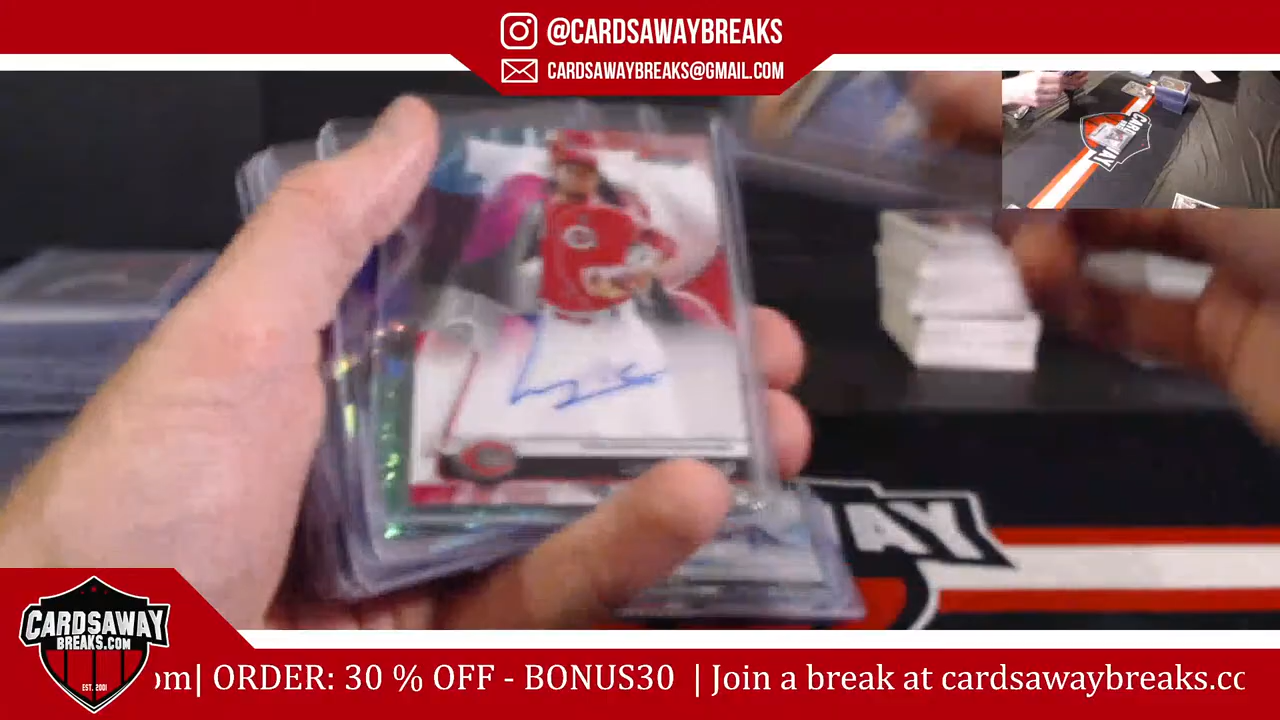 @CARDSAWAYBREAKS
CARDSAWAYBREAKS@GMAIL.COM
AY
CARDSAWAY
BREAKS.COM
EST. 2001
om| ORDER: 30 % OFF - BONUS30 | Join a break at cardsawaybreaks.cc